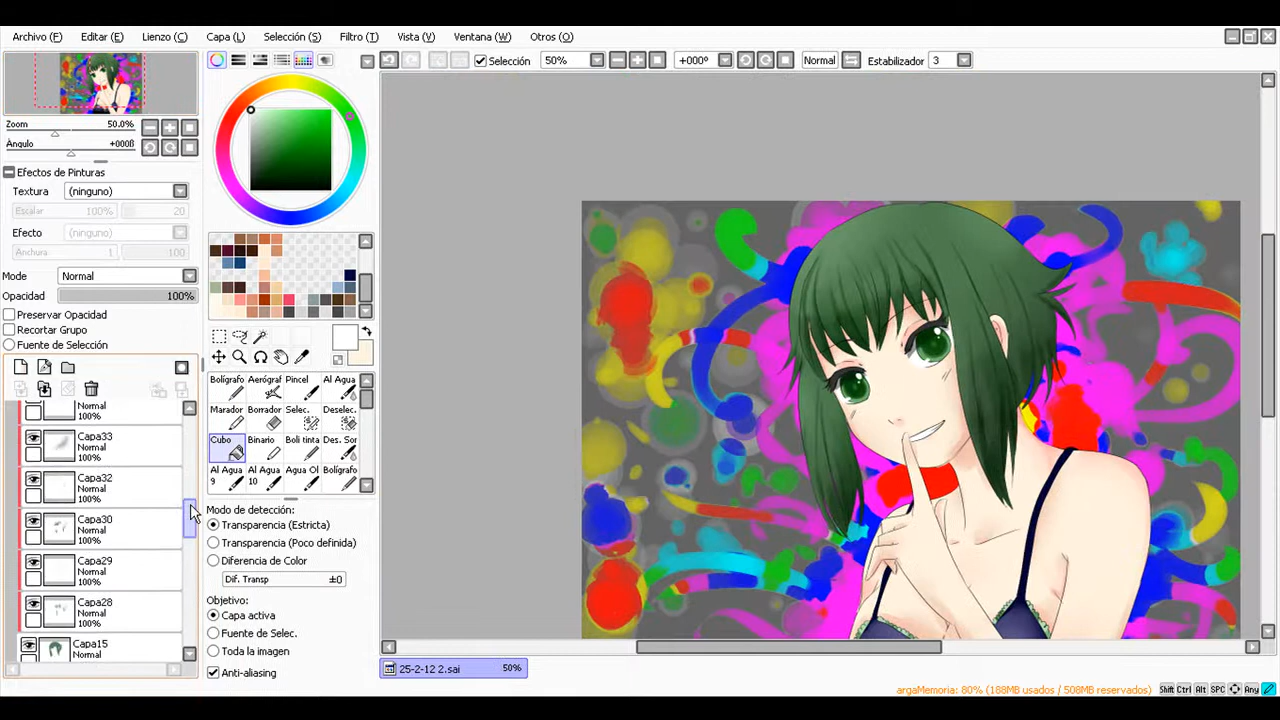 Archivo (F) Editar (E) Lienzo (C) Capa (L) Selección (S) Filtro (T) Vista (V) Ventana (W) Otros (O)
Selección 50% +000º Normal Estabilizador 3
Zoom 50.0%
Ángulo +000ß
Efectos de Pinturas
Textura (ninguno)
Escalar 100% 20
Efecto (ninguno)
Anchura 1 100
Mode Normal
Opacidad 100%
Preservar Opacidad
Recortar Grupo
Fuente de Selección
Normal
100%
Capa33
Normal
100%
Capa32
Normal
100%
Capa30
Normal
100%
Capa29
Normal
100%
Capa28
Normal
100%
Capa15
Normal
Bolígrafo Aerógraf Pincel Al Agua
Marador Borrador Selec. Deselec.
Cubo Binario Boli tinta Des. Sor
Al Agua Al Agua Agua Ol Bolígrafo
9 10
Modo de detección:
Transparencia (Estricta)
Transparencia (Poco definida)
Diferencia de Color
Dif. Transp ±0
Objetivo:
Capa activa
Fuente de Selec.
Toda la imagen
Anti-aliasing
25-2-12 2.sai 50%
argaMemoria: 80% (188MB usados / 508MB reservados)
Shift Ctrl Alt SPC Any